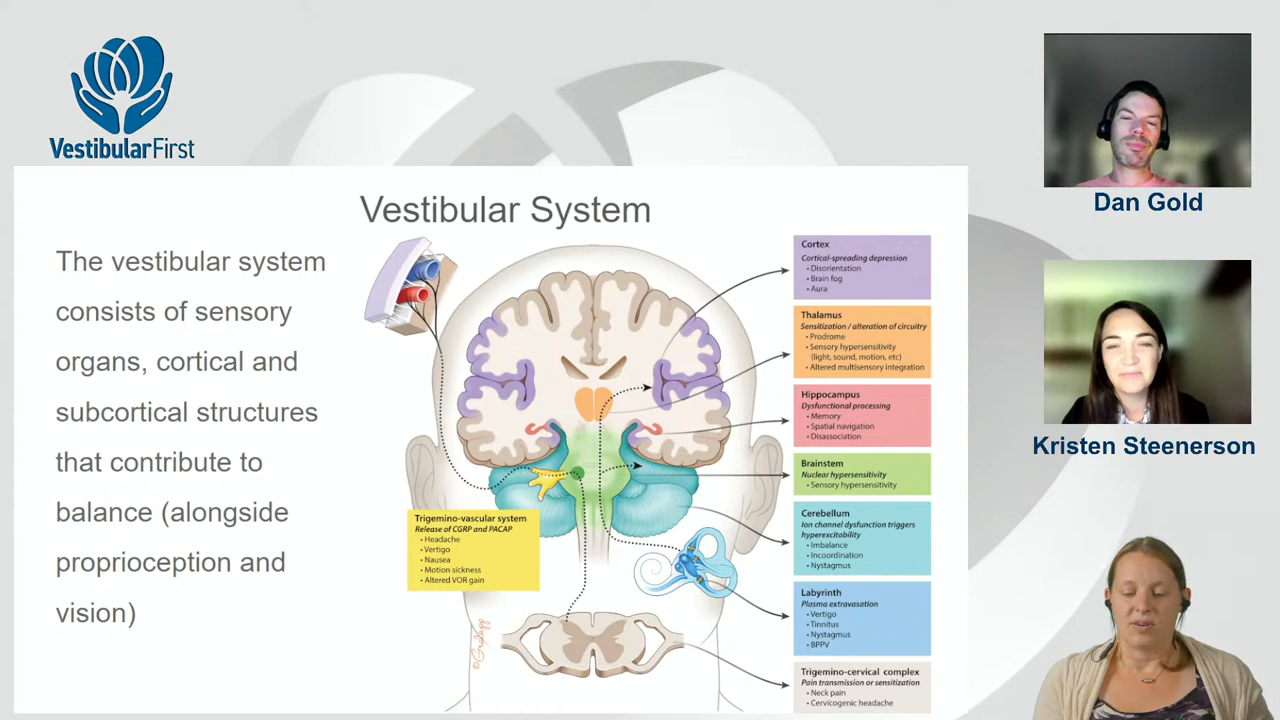 VestibularFirst
Vestibular System
The vestibular system
consists of sensory
organs, cortical and
subcortical structures
that contribute to
balance (alongside
proprioception and
vision)
Trigemino-vascular system
Release of CGRP and PACAP
• Headache
• Vertigo
• Nausea
• Motion sickness
• Altered VOR gain
Cortex
Cortical-spreading depression
• Disorientation
• Brain fog
• Aura
Thalamus
Sensitization / alteration of circuitry
• Prodrome
• Sensory hypersensitivity
(light, sound, motion, etc)
• Altered multisensory integration
Hippocampus
Dysfunctional processing
• Memory
• Spatial navigation
• Disassociation
Brainstem
Nuclear hypersensitivity
• Sensory hypersensitivity
Cerebellum
Ion channel dysfunction triggers
hyperexcitability
• Imbalance
• Incoordination
• Nystagmus
Labyrinth
Plasma extravasation
• Vertigo
• Tinnitus
• Nystagmus
• BPPV
Trigemino-cervical complex
Pain transmission or sensitization
• Neck pain
• Cervicogenic headache
Dan Gold
Kristen Steenerson